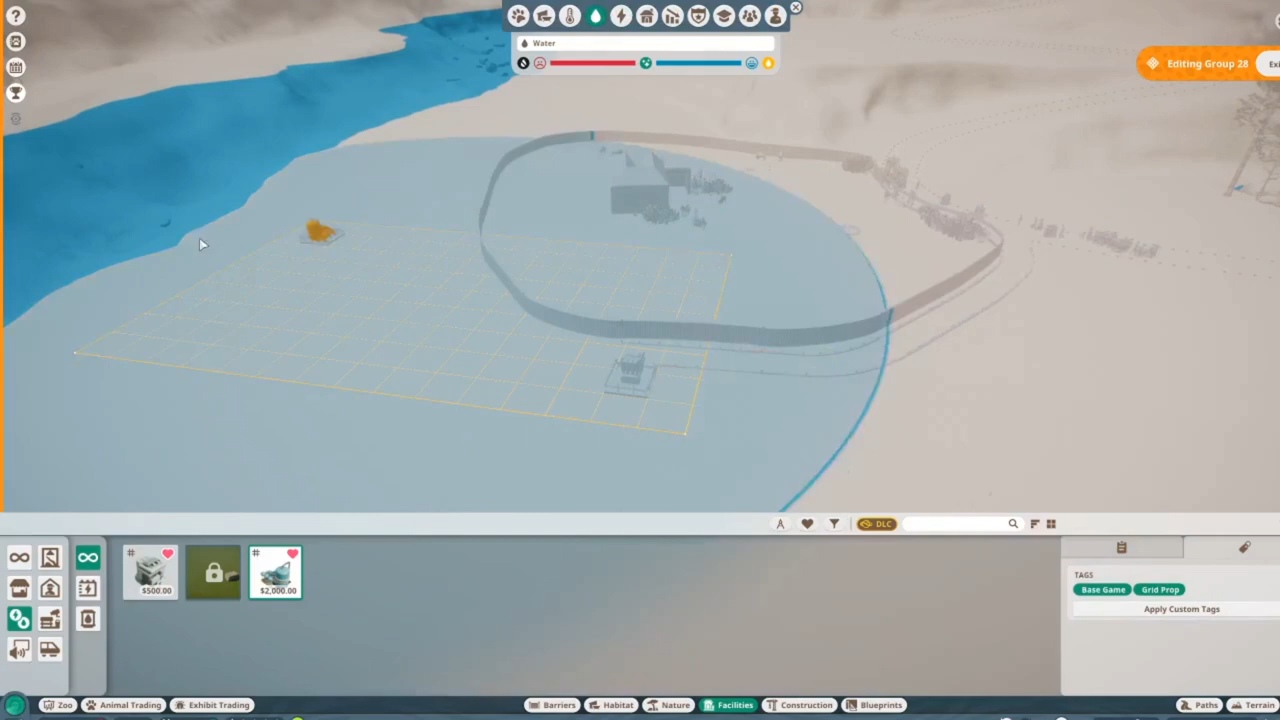 ?
Water
Editing Group 28
Exi
DLC
#
$500.00
#
$2,000.00
TAGS
Base Game
Grid Prop
Apply Custom Tags
Zoo
Animal Trading
Exhibit Trading
Barriers
Habitat
Nature
Facilities
Construction
Blueprints
Paths
Terrain